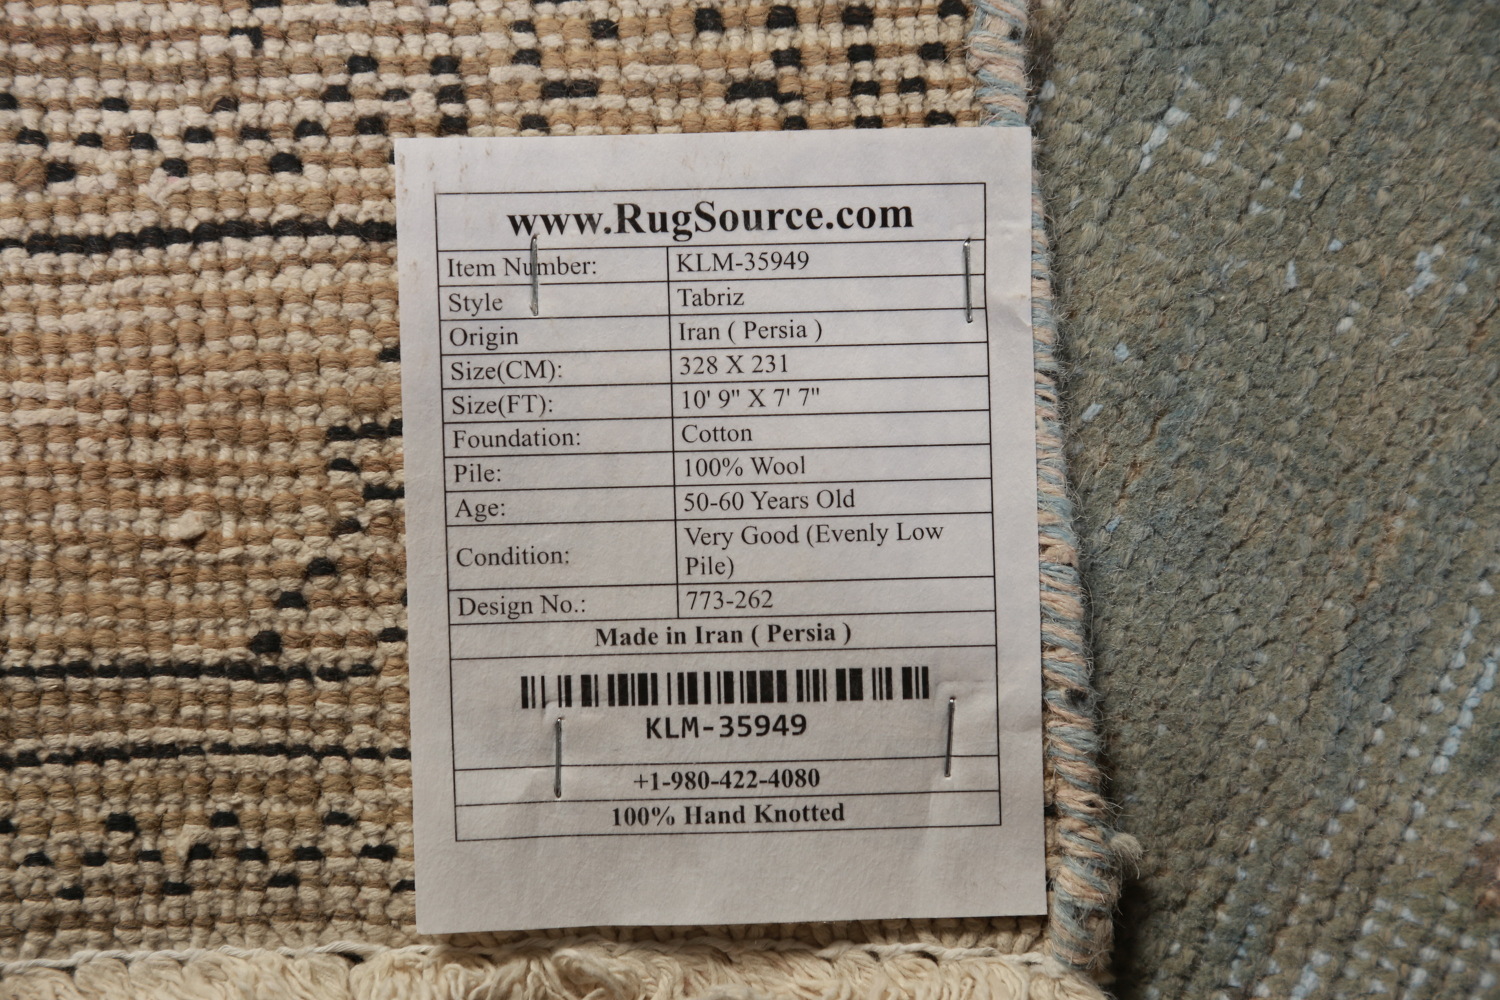 www.RugSource.com
Item Number: KLM-35949
Style Tabriz
Origin Iran ( Persia )
Size(CM): 328 X 231
Size(FT): 10' 9" X 7' 7"
Foundation: Cotton
Pile: 100% Wool
Age: 50-60 Years Old
Condition: Very Good (Evenly Low
Pile)
Design No.: 773-262
Made in Iran ( Persia )
KLM-35949
+1-980-422-4080
100% Hand Knotted